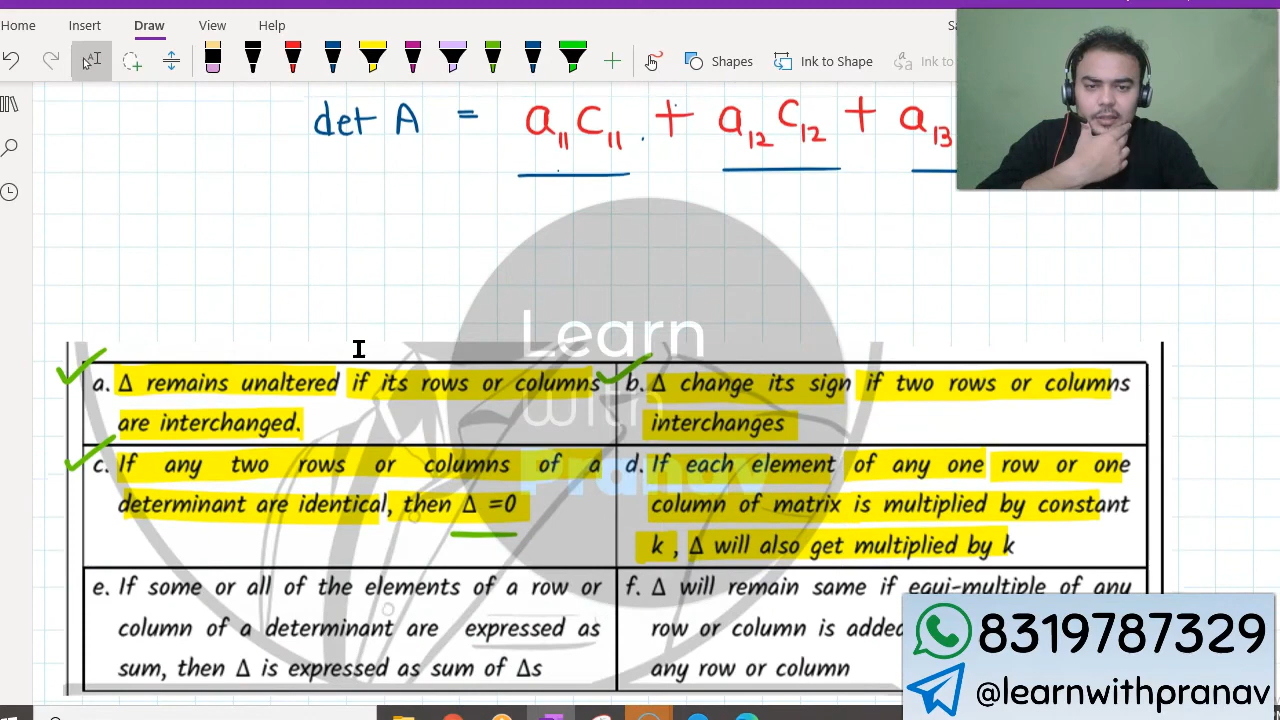 Home Insert Draw View Help
Shapes Ink to Shape Ink to
det A = a11 C11 + a12 C12 + a13
Learn
with
Pranav
a. Δ remains unaltered if its rows or columns
are interchanged.
b. Δ change its sign if two rows or columns
interchanges
c. If any two rows or columns of a
determinant are identical, then Δ =0
d. If each element of any one row or one
column of matrix is multiplied by constant
k , Δ will also get multiplied by k
e. If some or all of the elements of a row or
column of a determinant are expressed as
sum, then Δ is expressed as sum of Δs
f. Δ will remain same if equi-multiple of any
row or column is added
any row or column
8319787329
@learnwithpranav